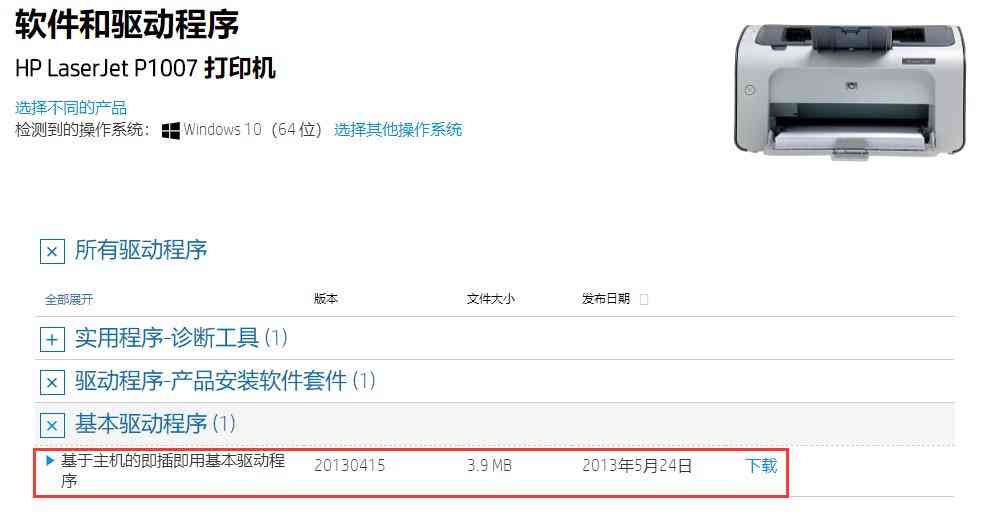 软件和驱动程序
HP LaserJet P1007 打印机
选择不同的产品
检测到的操作系统： Windows 10（64 位） 选择其他操作系统
所有驱动程序
全部展开 版本 文件大小 发布日期
实用程序-诊断工具 (1)
驱动程序-产品安装软件套件 (1)
基本驱动程序 (1)
基于主机的即插即用基本驱动程 20130415 3.9 MB 2013年5月24日 下载
序